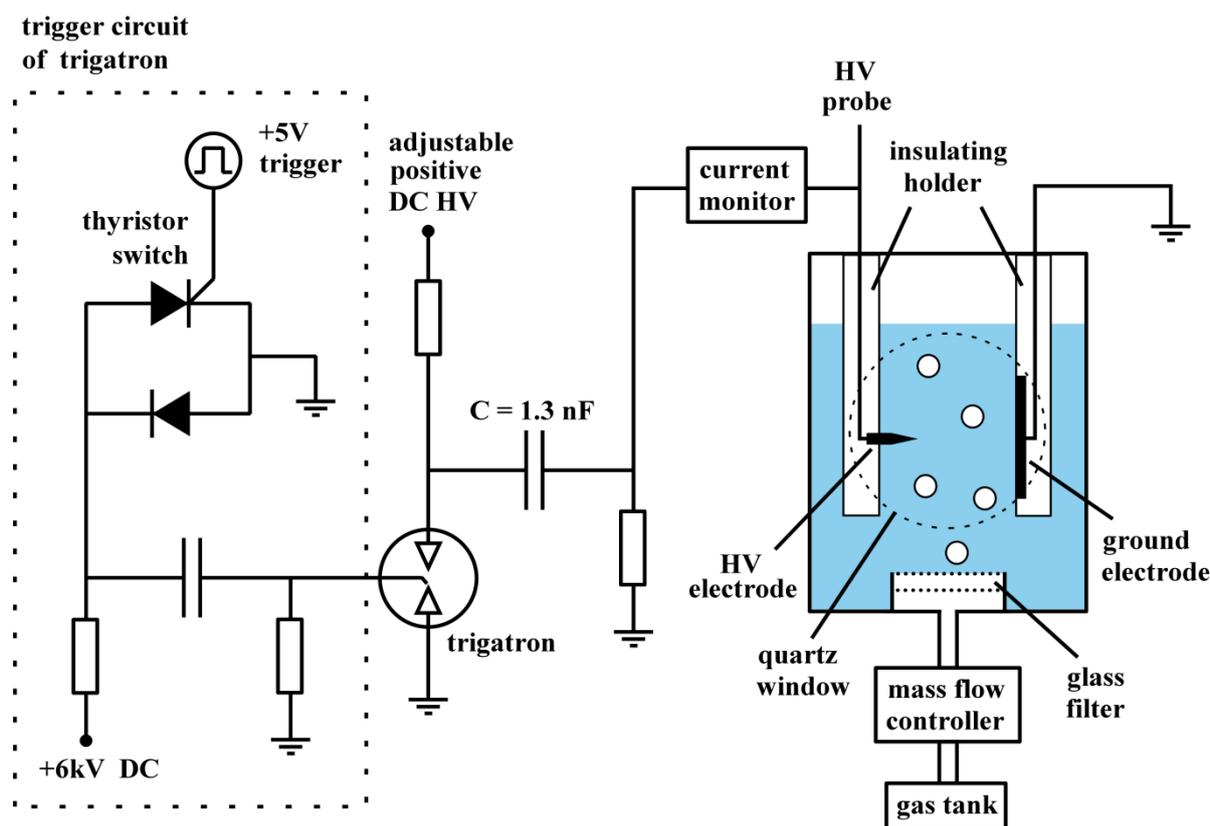 trigger circuit
of trigatron
+5V
trigger
thyristor
switch
+6kV DC
adjustable
positive
DC HV
C = 1.3 nF
trigatron
current
monitor
HV
probe
insulating
holder
HV
electrode
ground
electrode
quartz
window
glass
filter
mass flow
controller
gas tank